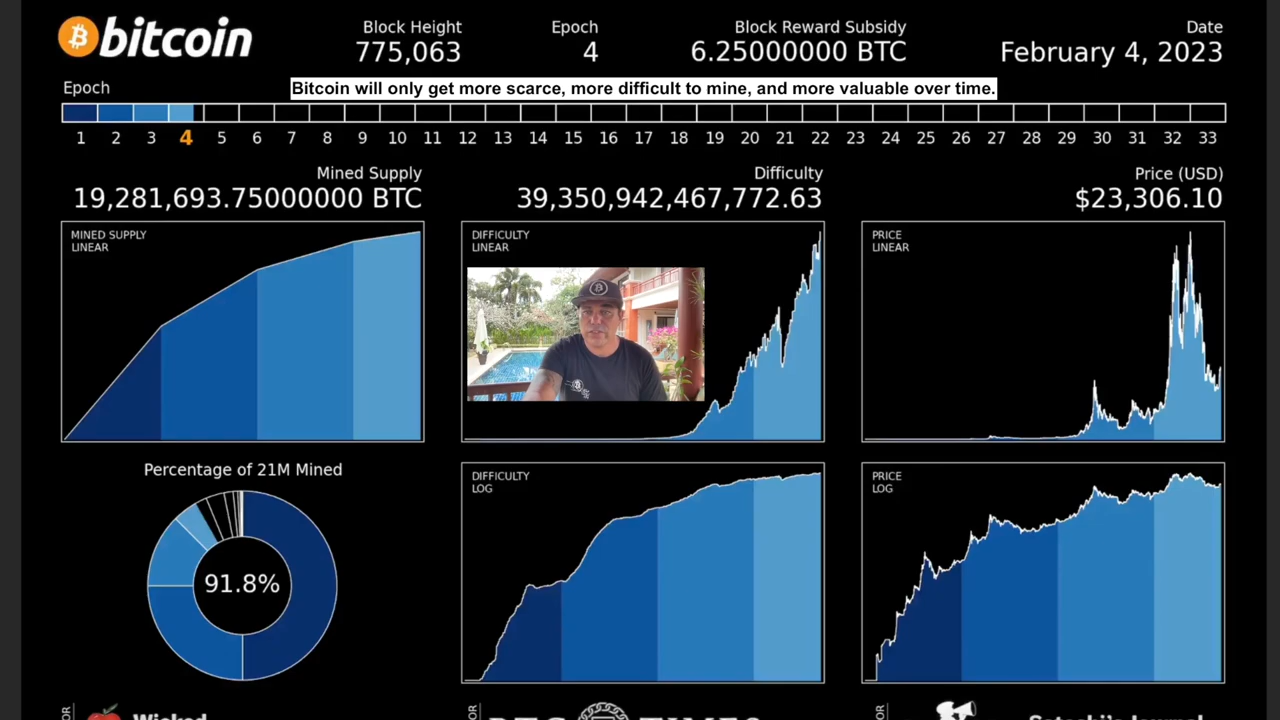 bitcoin
Block Height
775,063
Epoch
4
Block Reward Subsidy
6.25000000 BTC
Date
February 4, 2023
Epoch
Bitcoin will only get more scarce, more difficult to mine, and more valuable over time.
1 2 3 4 5 6 7 8 9 10 11 12 13 14 15 16 17 18 19 20 21 22 23 24 25 26 27 28 29 30 31 32 33
Mined Supply
19,281,693.75000000 BTC
Difficulty
39,350,942,467,772.63
Price (USD)
$23,306.10
MINED SUPPLY
LINEAR
DIFFICULTY
LINEAR
PRICE
LINEAR
Percentage of 21M Mined
91.8%
DIFFICULTY
LOG
PRICE
LOG
Wicked
BTC TIMES
Satoshi's Journal